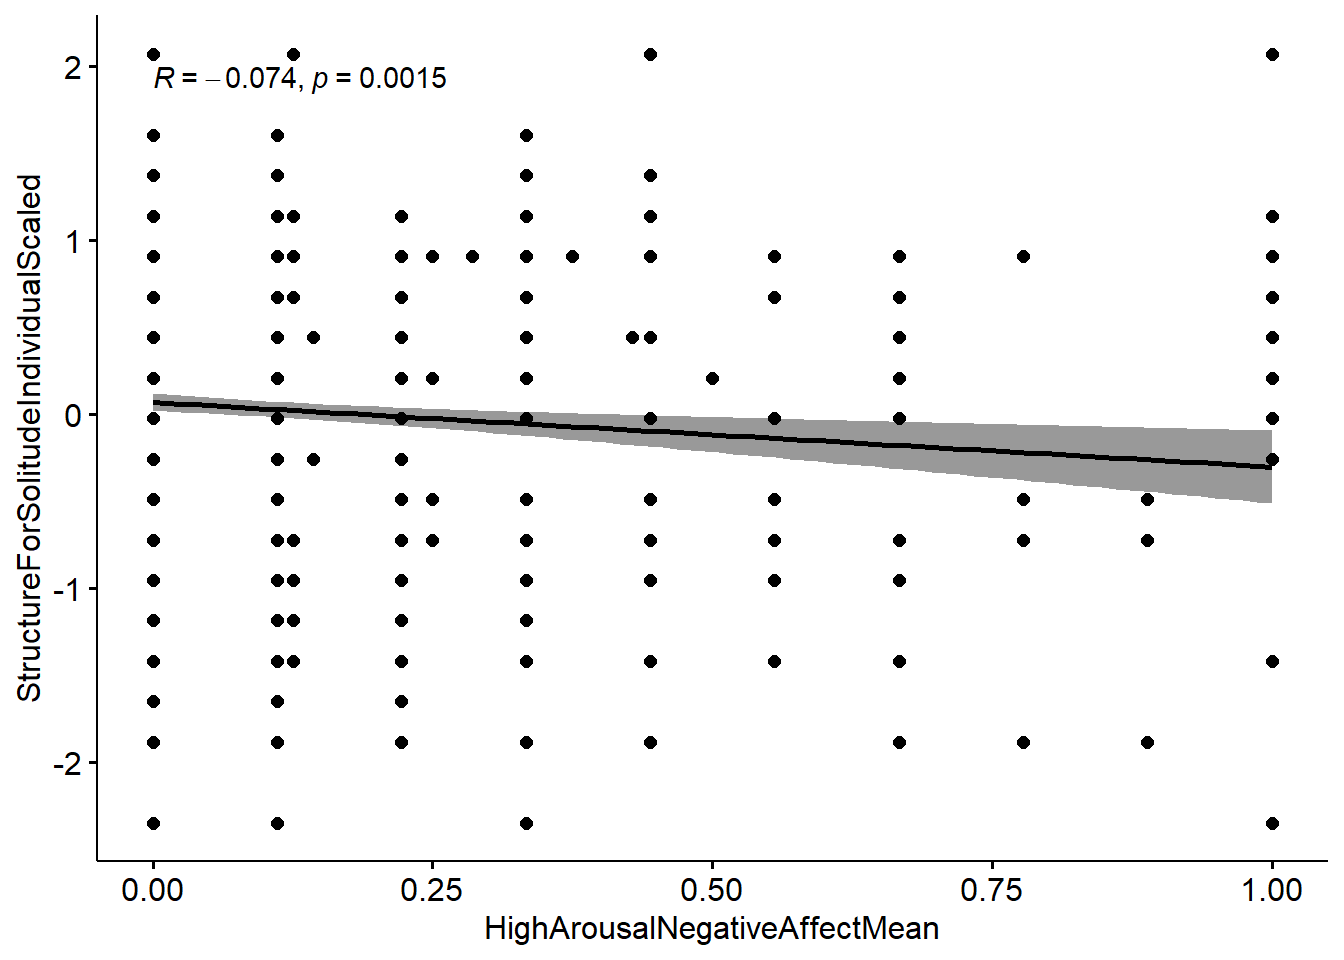 R = −0.074, p = 0.0015
StructureForSolitudeIndividualScaled
2
1
0
-1
-2
0.00 0.25 0.50 0.75 1.00
HighArousalNegativeAffectMean